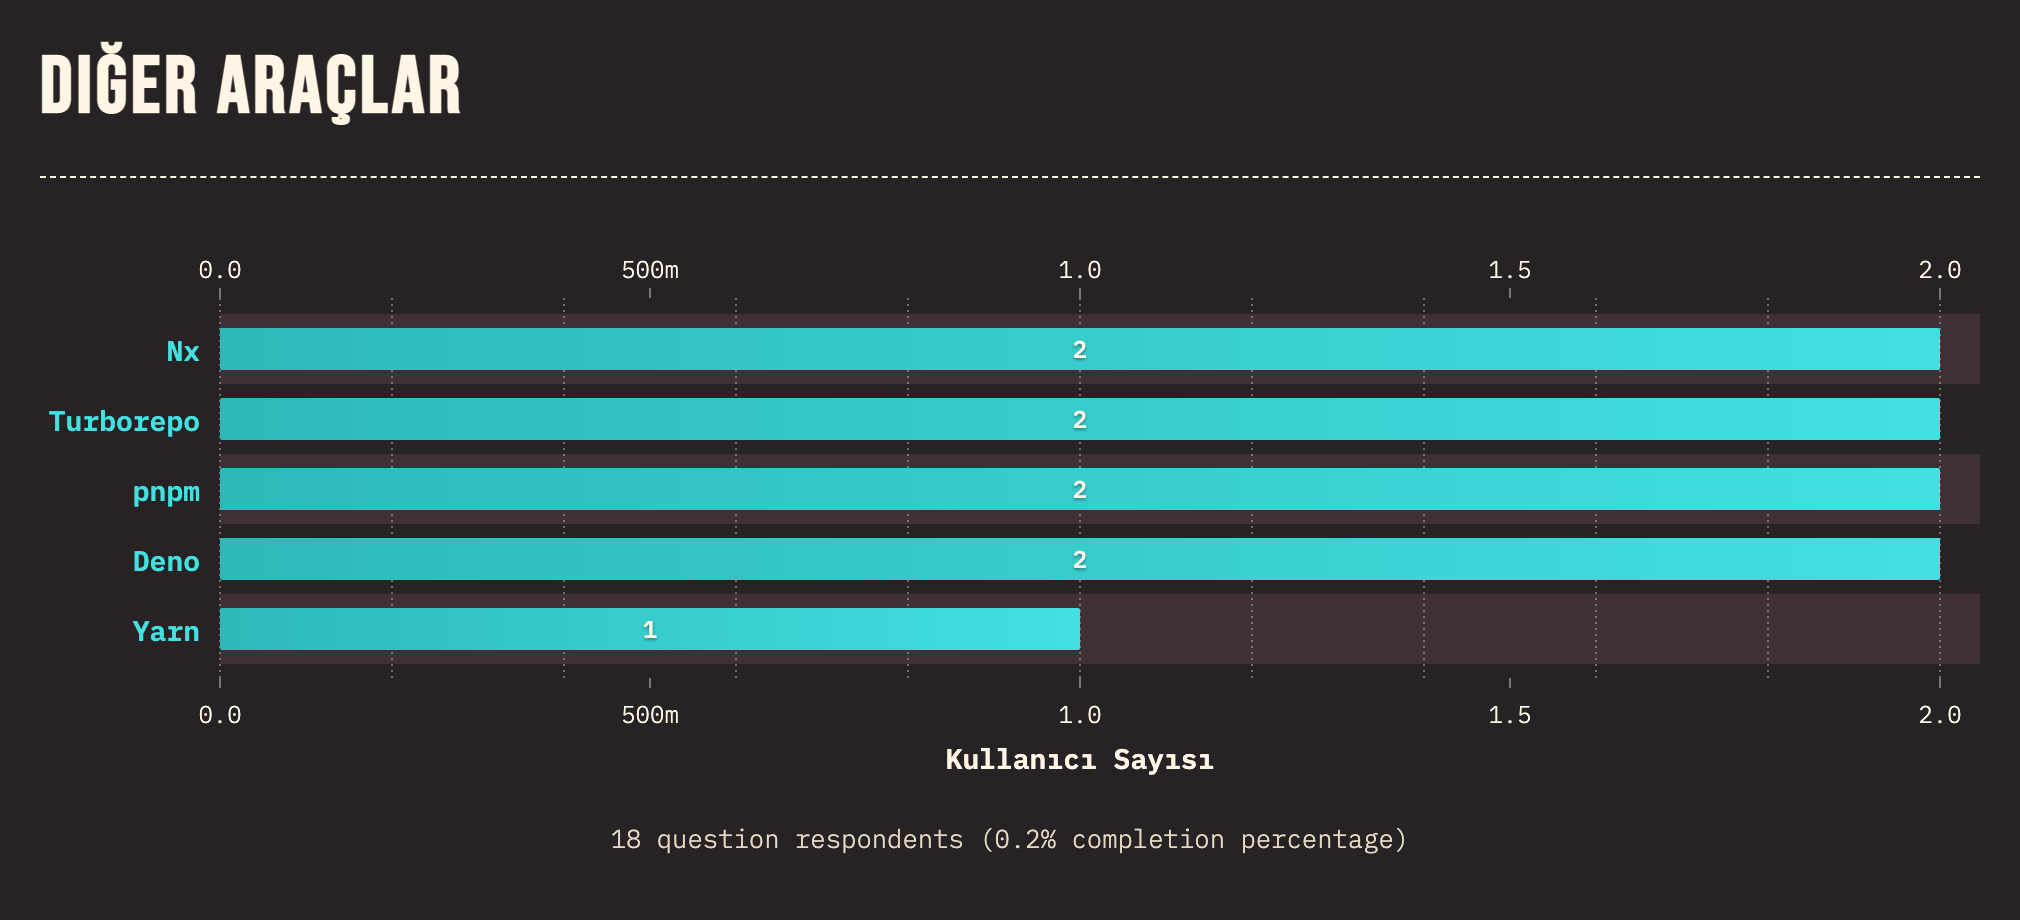 DIĞER ARAÇLAR
0.0 500m 1.0 1.5 2.0
Nx 2
Turborepo 2
pnpm 2
Deno 2
Yarn 1
0.0 500m 1.0 1.5 2.0
Kullanıcı Sayısı
18 question respondents (0.2% completion percentage)